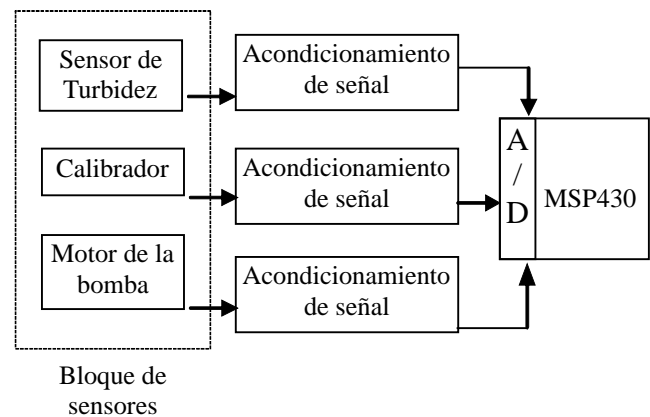 Sensor de
Turbidez
Acondicionamiento
de señal
Calibrador
Acondicionamiento
de señal
Motor de la
bomba
Acondicionamiento
de señal
A
/
D
MSP430
Bloque de
sensores